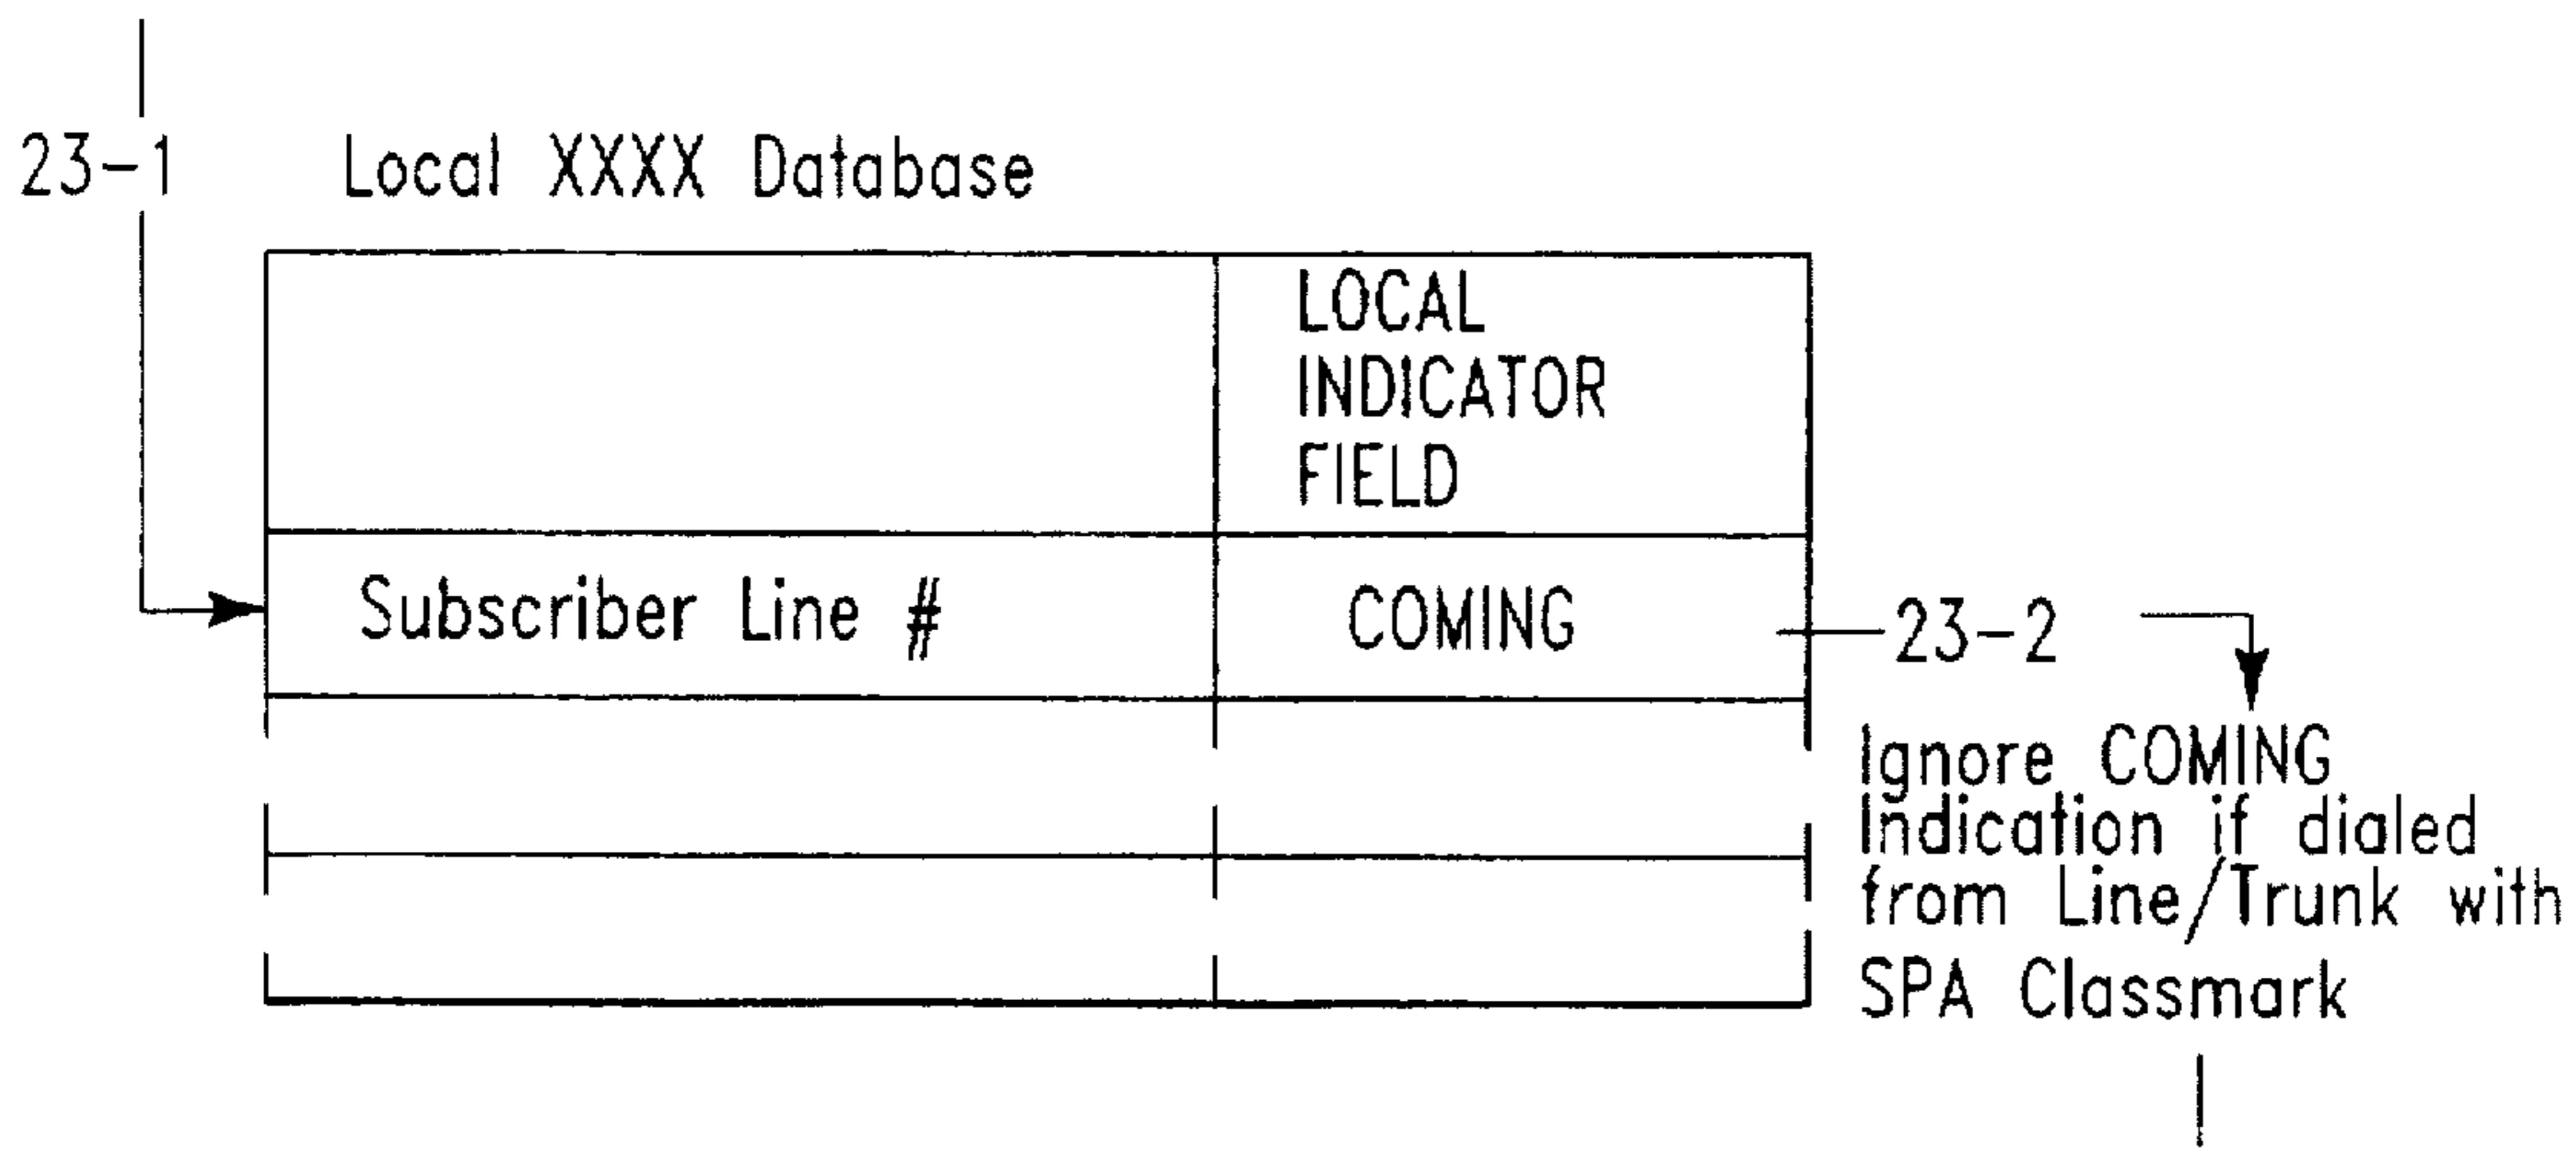 23-1 Local XXXX Database
LOCAL
INDICATOR
FIELD
Subscriber Line #
COMING
23-2
Ignore COMING
Indication if dialed
from Line/Trunk with
SPA Classmark